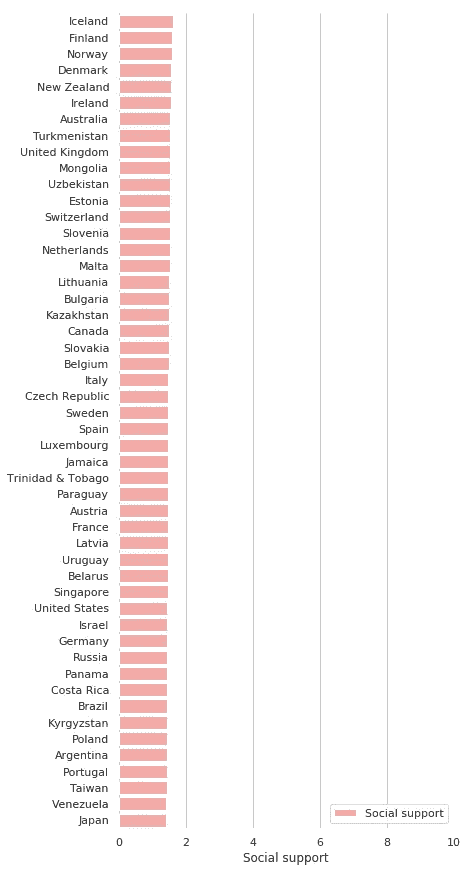 Iceland
Finland
Norway
Denmark
New Zealand
Ireland
Australia
Turkmenistan
United Kingdom
Mongolia
Uzbekistan
Estonia
Switzerland
Slovenia
Netherlands
Malta
Lithuania
Bulgaria
Kazakhstan
Canada
Slovakia
Belgium
Italy
Czech Republic
Sweden
Spain
Luxembourg
Jamaica
Trinidad & Tobago
Paraguay
Austria
France
Latvia
Uruguay
Belarus
Singapore
United States
Israel
Germany
Russia
Panama
Costa Rica
Brazil
Kyrgyzstan
Poland
Argentina
Portugal
Taiwan
Venezuela
Japan
Social support
0 2 4 6 8 10
Social support